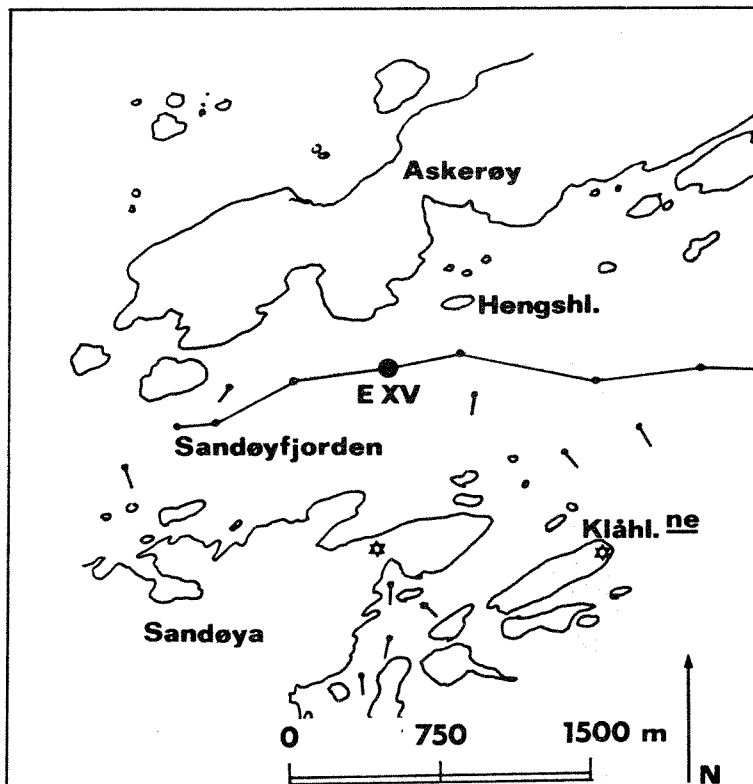 Askerøy
Hengshl.
E XV
Sandøyfjorden
Klåhl. ne
Sandøya
0 750 1500 m
N